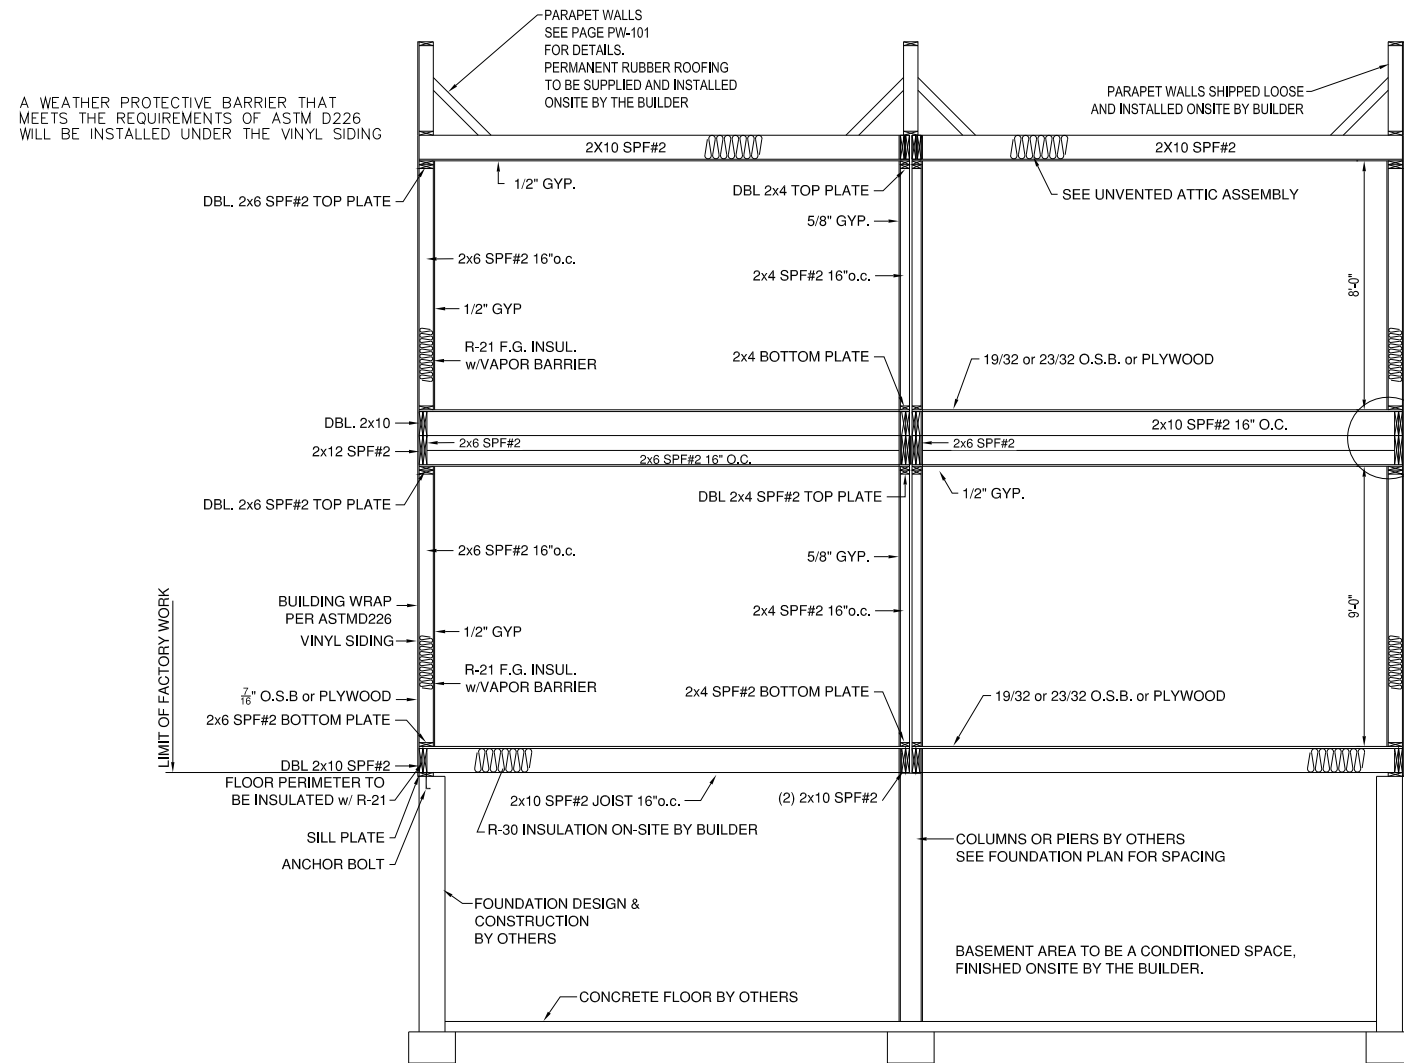 PARAPET WALLS
SEE PAGE PW-101
FOR DETAILS.
PERMANENT RUBBER ROOFING
TO BE SUPPLIED AND INSTALLED
ONSITE BY THE BUILDER
A WEATHER PROTECTIVE BARRIER THAT
MEETS THE REQUIREMENTS OF ASTM D226
WILL BE INSTALLED UNDER THE VINYL SIDING
PARAPET WALLS SHIPPED LOOSE
AND INSTALLED ONSITE BY BUILDER
2X10 SPF#2
2X10 SPF#2
1/2" GYP.
DBL. 2x6 SPF#2 TOP PLATE
DBL 2x4 TOP PLATE
SEE UNVENTED ATTIC ASSEMBLY
5/8" GYP.
2x6 SPF#2 16"o.c.
2x4 SPF#2 16"o.c.
8'-0"
1/2" GYP
R-21 F.G. INSUL.
w/VAPOR BARRIER
2x4 BOTTOM PLATE
19/32 or 23/32 O.S.B. or PLYWOOD
DBL. 2x10
2x10 SPF#2 16" O.C.
2x6 SPF#2
2x6 SPF#2
2x12 SPF#2
2x6 SPF#2 16" O.C.
DBL. 2x6 SPF#2 TOP PLATE
DBL 2x4 SPF#2 TOP PLATE
1/2" GYP.
2x6 SPF#2 16"o.c.
5/8" GYP.
LIMIT OF FACTORY WORK
BUILDING WRAP
PER ASTMD226
2x4 SPF#2 16"o.c.
9'-0"
1/2" GYP
VINYL SIDING
R-21 F.G. INSUL.
w/VAPOR BARRIER
7/16" O.S.B or PLYWOOD
2x4 SPF#2 BOTTOM PLATE
19/32 or 23/32 O.S.B. or PLYWOOD
2x6 SPF#2 BOTTOM PLATE
DBL 2x10 SPF#2
FLOOR PERIMETER TO
BE INSULATED w/ R-21
2x10 SPF#2 JOIST 16"o.c.
(2) 2x10 SPF#2
R-30 INSULATION ON-SITE BY BUILDER
SILL PLATE
ANCHOR BOLT
COLUMNS OR PIERS BY OTHERS
SEE FOUNDATION PLAN FOR SPACING
FOUNDATION DESIGN &
CONSTRUCTION
BY OTHERS
BASEMENT AREA TO BE A CONDITIONED SPACE,
FINISHED ONSITE BY THE BUILDER.
CONCRETE FLOOR BY OTHERS